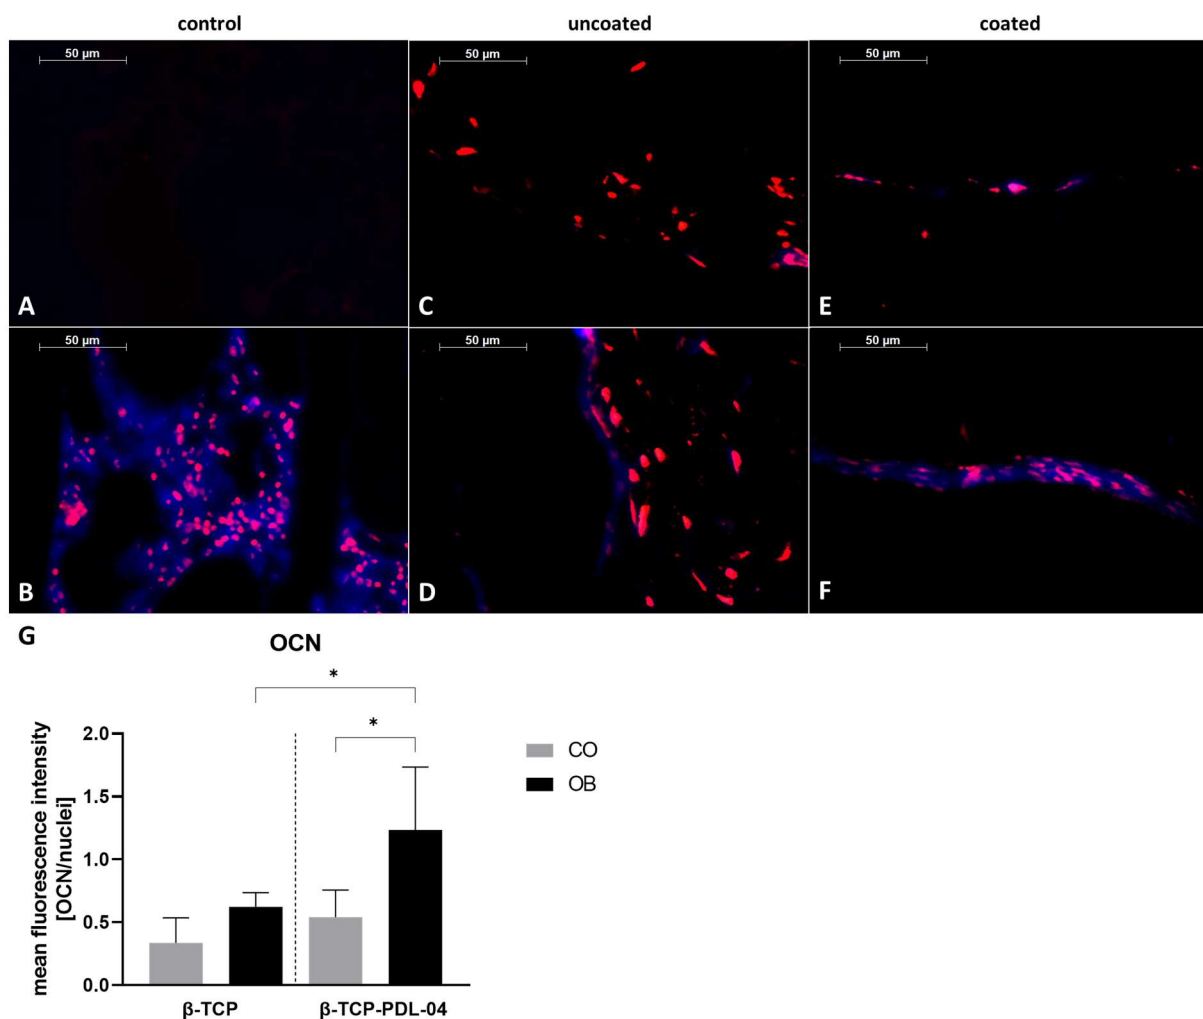 control uncoated coated
50 µm 50 µm 50 µm
A C E
50 µm 50 µm 50 µm
B D F
G
OCN
*
*
2.0
1.5
1.0
0.5
0.0
mean fluorescence intensity
[OCN/nuclei]
CO
OB
β-TCP β-TCP-PDL-04